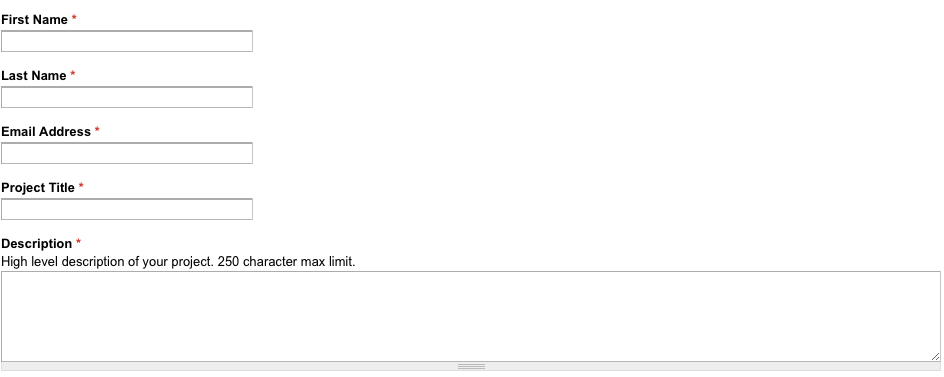 First Name *
Last Name *
Email Address *
Project Title *
Description *
High level description of your project. 250 character max limit.